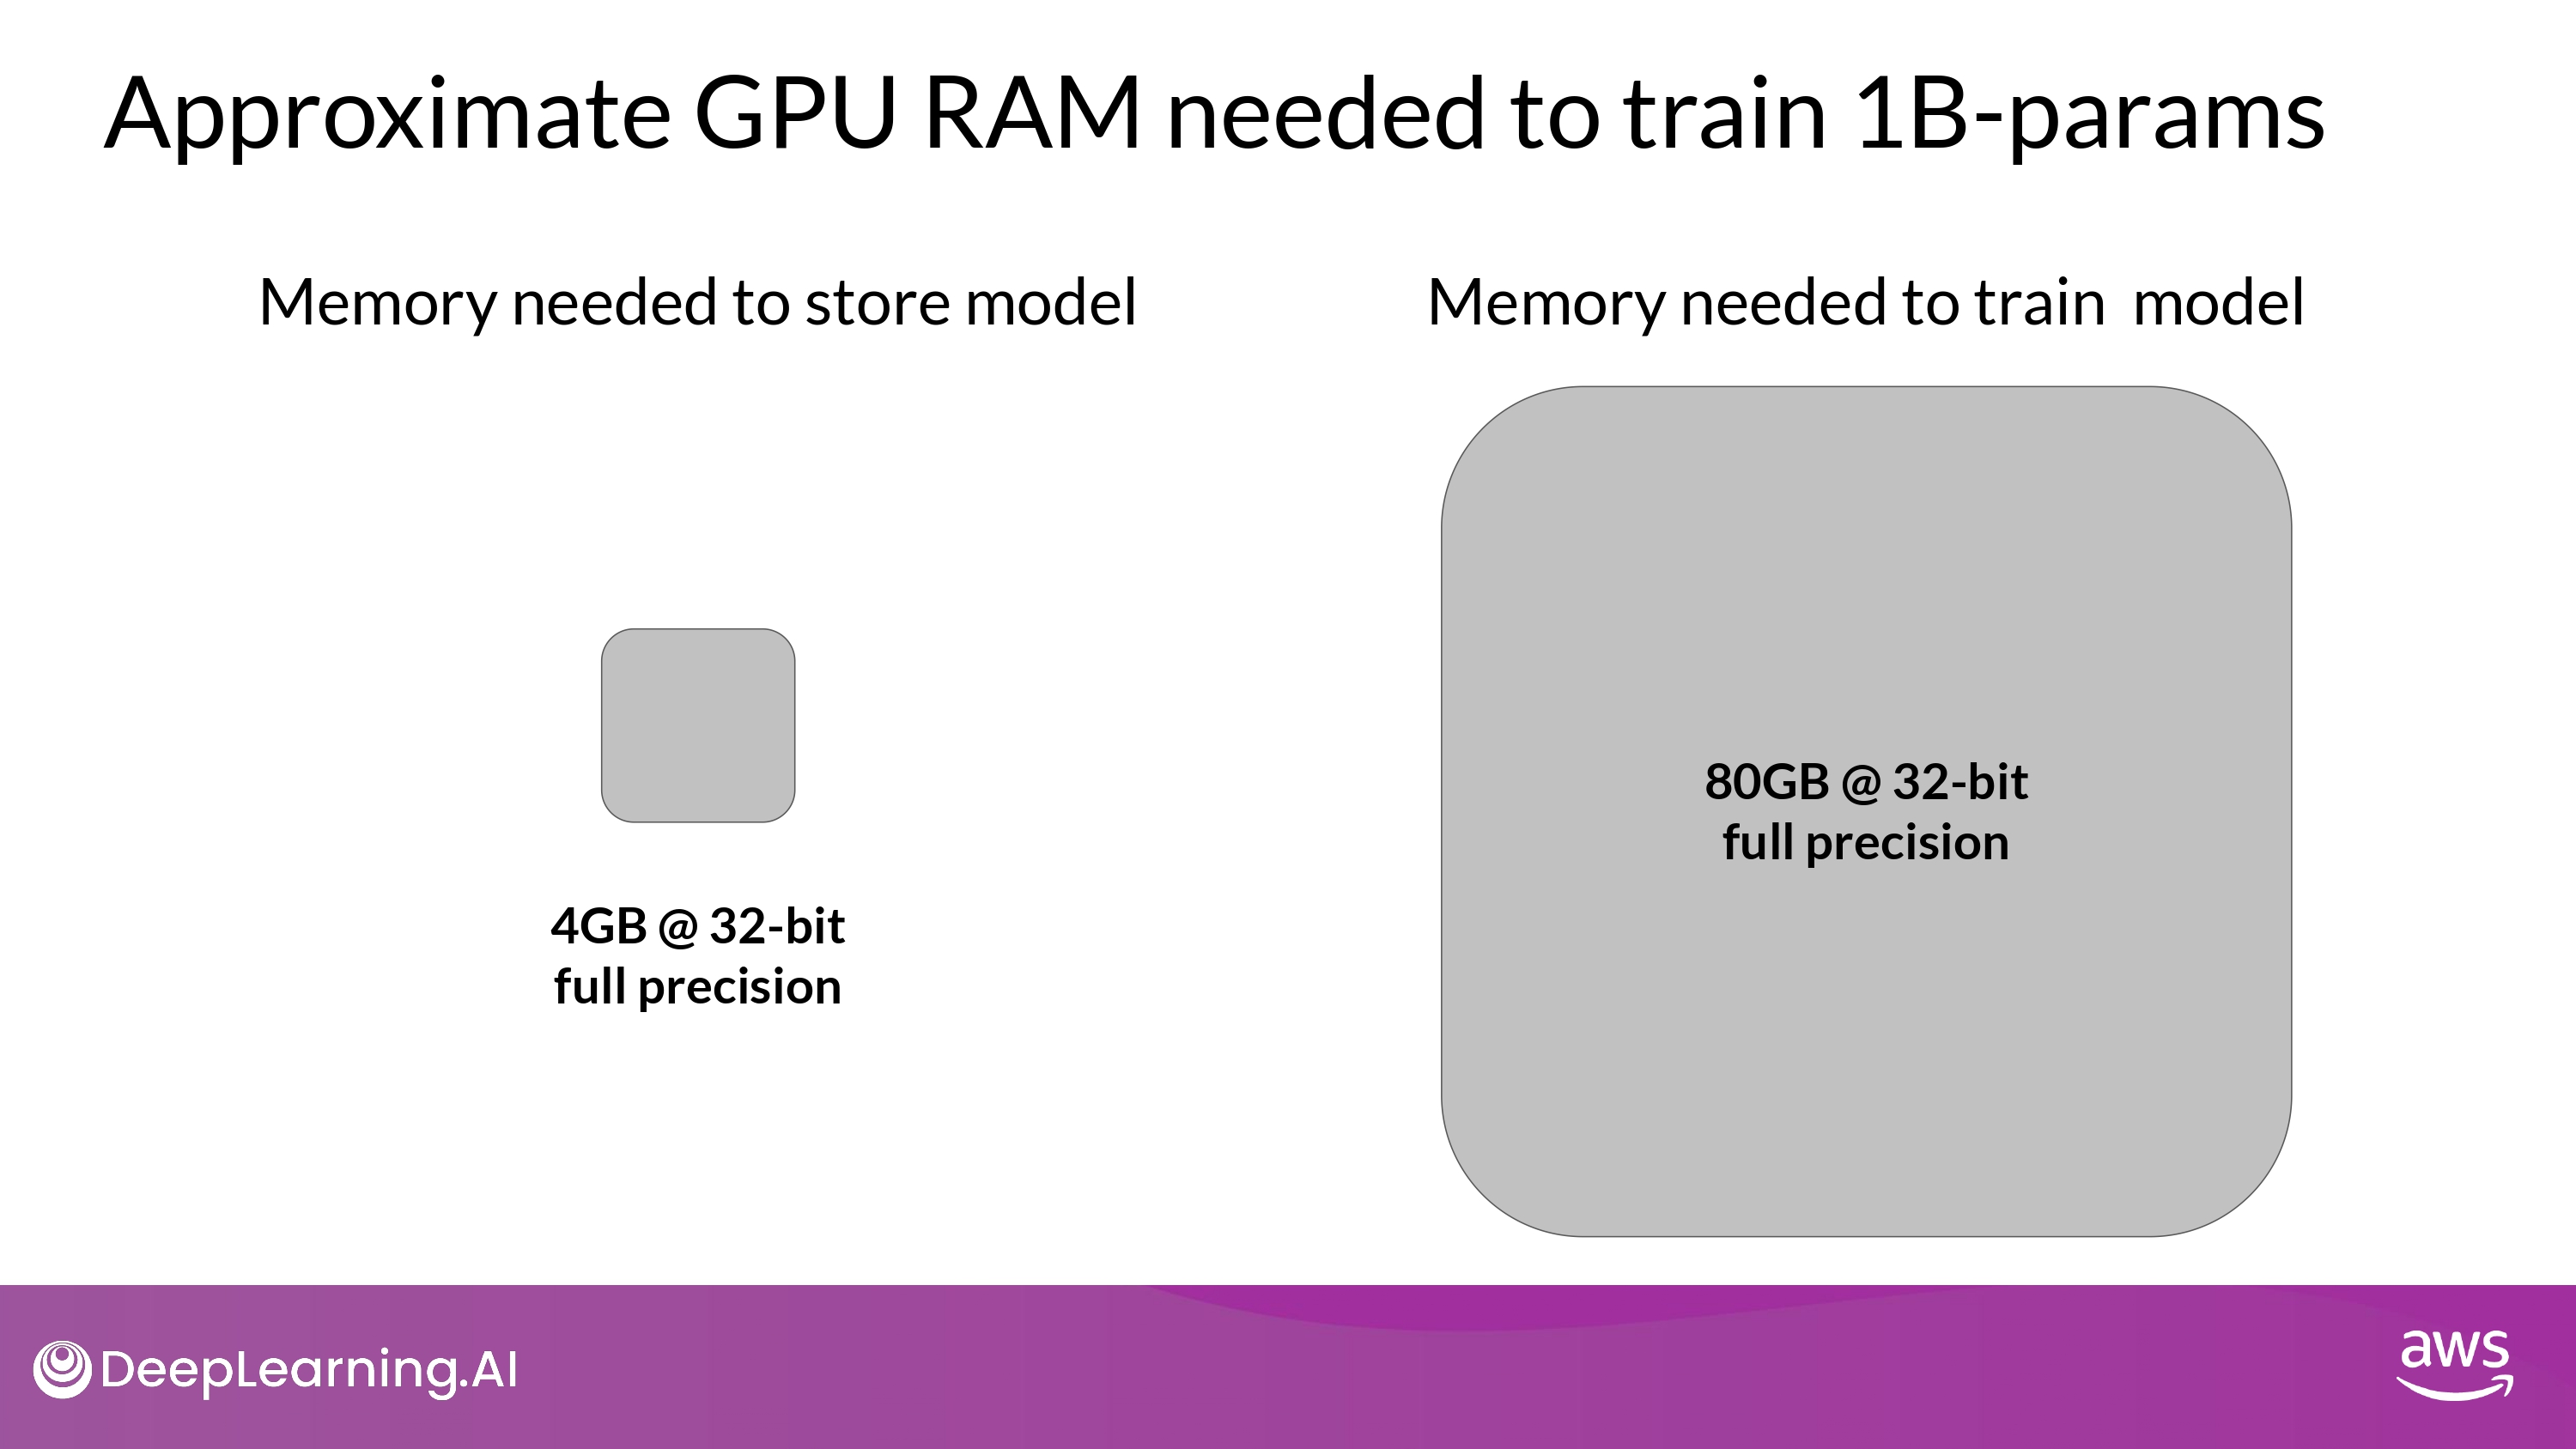 Approximate GPU RAM needed to train 1B-params
Memory needed to store model
Memory needed to train  model
4GB @ 32-bit
full precision
80GB @ 32-bit
full precision
DeepLearning.AI
aws